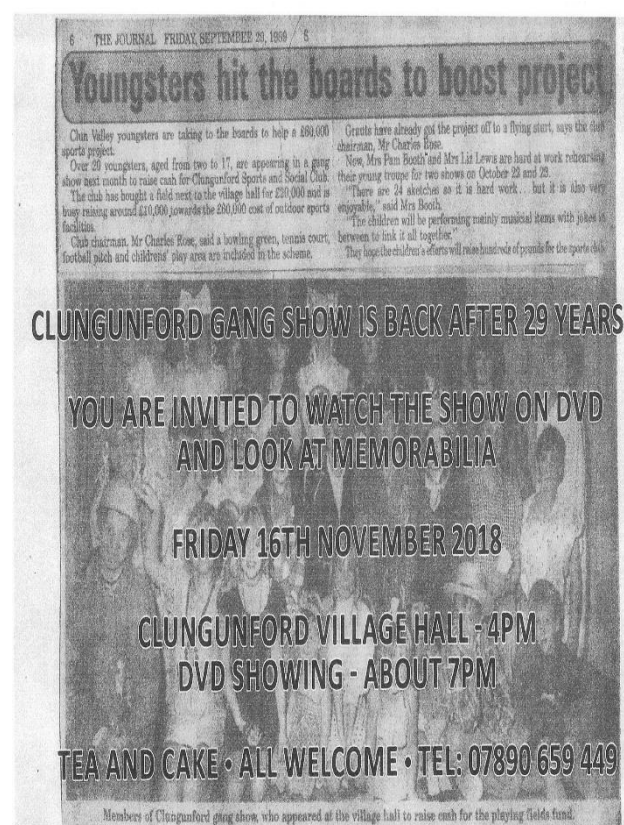 6 THE JOURNAL FRIDAY, SEPTEMBER 29, 1989 S
Youngsters hit the boards to boost project
Clun Valley youngsters are taking to the boards to help a £60,000
sports project.
Over 20 youngsters, aged from two to 17, are appearing in a gang
show next month to raise cash for Clungunford Sports and Social Club.
The club has bought a field next to the village hall for £20,000 and is
busy raising around £10,000 towards the £60,000 cost of outdoor sports
facilities.
Club chairman, Mr Charles Rose, said a bowling green, tennis court,
football pitch and childrens' play area are included in the scheme.
Grants have already got the project off to a flying start, says the club
chairman, Mr Charles Rose.
Now, Mrs Pam Booth and Mrs Liz Lewis are hard at work rehearsing
their young troupe for two shows on October 22 and 28.
"There are 24 sketches so it is hard work . . . but it is also very
enjoyable," said Mrs Booth.
"The children will be performing mainly musical items with jokes in
between to link it all together."
They hope the children's efforts will raise hundreds of pounds for the sports club.
CLUNGUNFORD GANG SHOW IS BACK AFTER 29 YEARS
YOU ARE INVITED TO WATCH THE SHOW ON DVD
AND LOOK AT MEMORABILIA
FRIDAY 16TH NOVEMBER 2018
CLUNGUNFORD VILLAGE HALL - 4PM
DVD SHOWING - ABOUT 7PM
TEA AND CAKE • ALL WELCOME • TEL: 07890 659 449
Members of Clungunford gang show, who appeared at the village hall to raise cash for the playing fields fund.